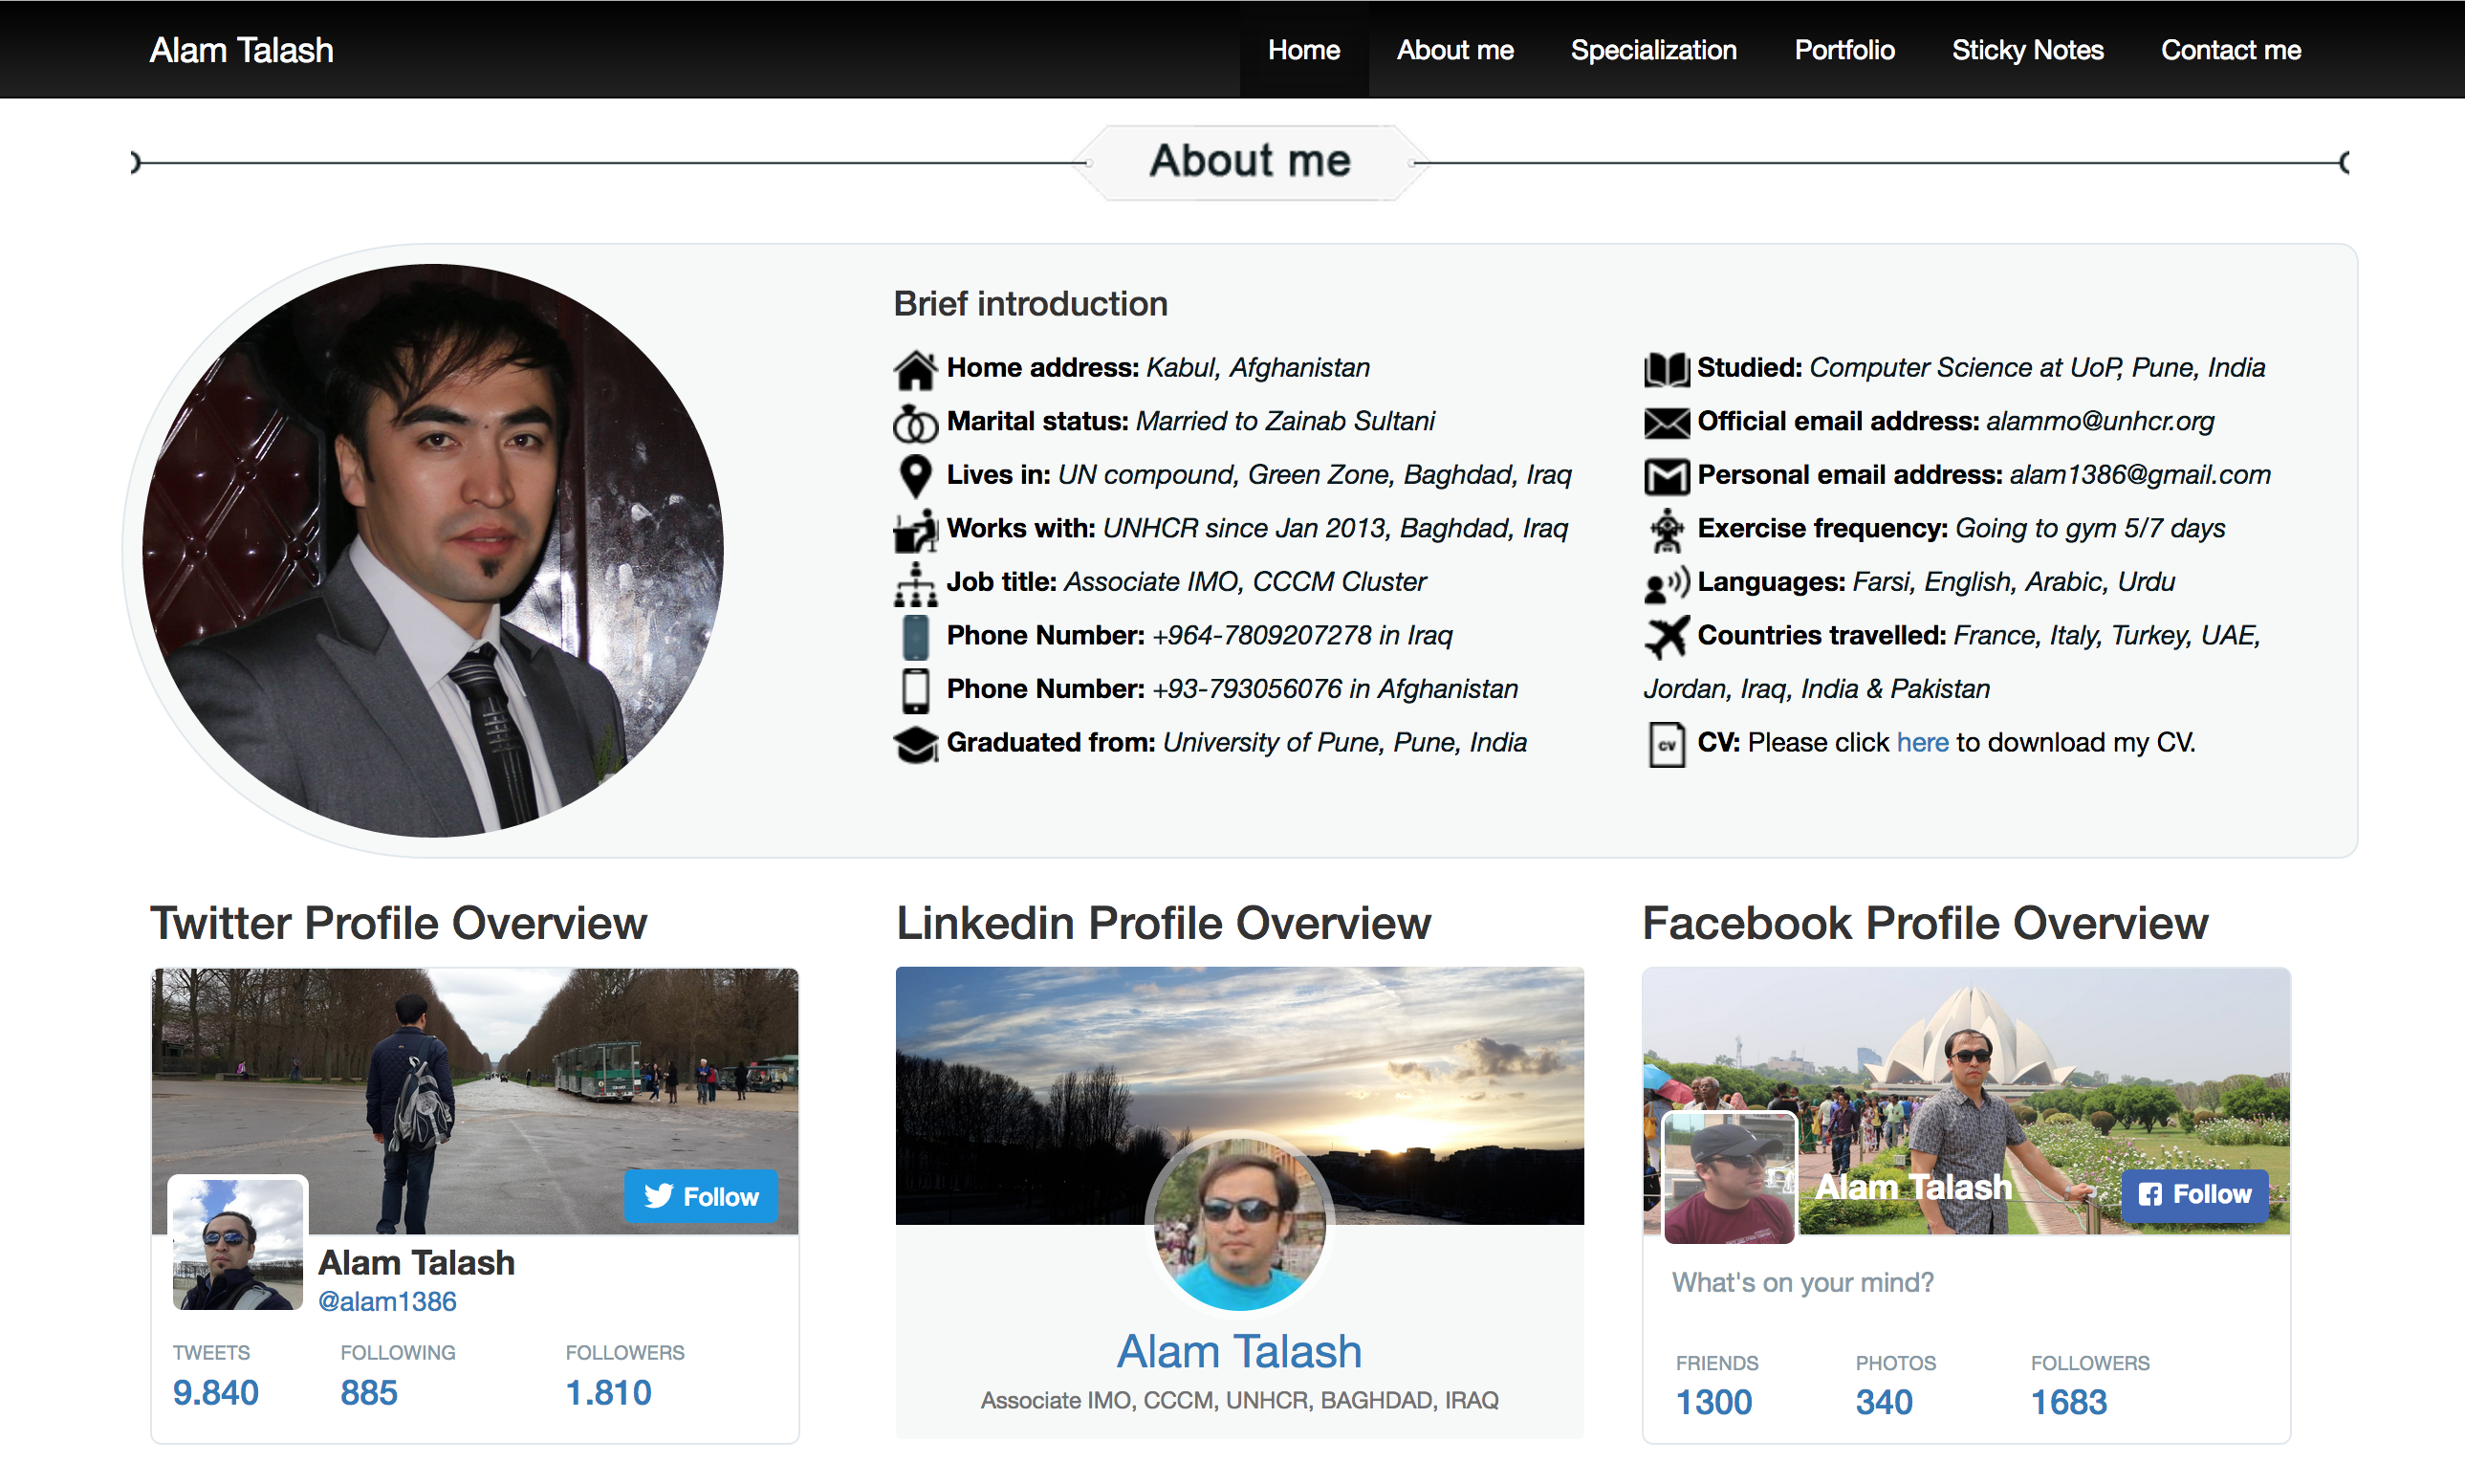 Alam Talash
Home About me Specialization Portfolio Sticky Notes Contact me
About me
Brief introduction
Home address: Kabul, Afghanistan
Marital status: Married to Zainab Sultani
Lives in: UN compound, Green Zone, Baghdad, Iraq
Works with: UNHCR since Jan 2013, Baghdad, Iraq
Job title: Associate IMO, CCCM Cluster
Phone Number: +964-7809207278 in Iraq
Phone Number: +93-793056076 in Afghanistan
Graduated from: University of Pune, Pune, India
Studied: Computer Science at UoP, Pune, India
Official email address: alammo@unhcr.org
Personal email address: alam1386@gmail.com
Exercise frequency: Going to gym 5/7 days
Languages: Farsi, English, Arabic, Urdu
Countries travelled: France, Italy, Turkey, UAE,
Jordan, Iraq, India & Pakistan
CV
CV: Please click here to download my CV.
Twitter Profile Overview
Follow
Alam Talash
@alam1386
TWEETS FOLLOWING FOLLOWERS
9.840 885 1.810
Linkedin Profile Overview
Alam Talash
Associate IMO, CCCM, UNHCR, BAGHDAD, IRAQ
Facebook Profile Overview
Alam Talash
Follow
What's on your mind?
FRIENDS PHOTOS FOLLOWERS
1300 340 1683